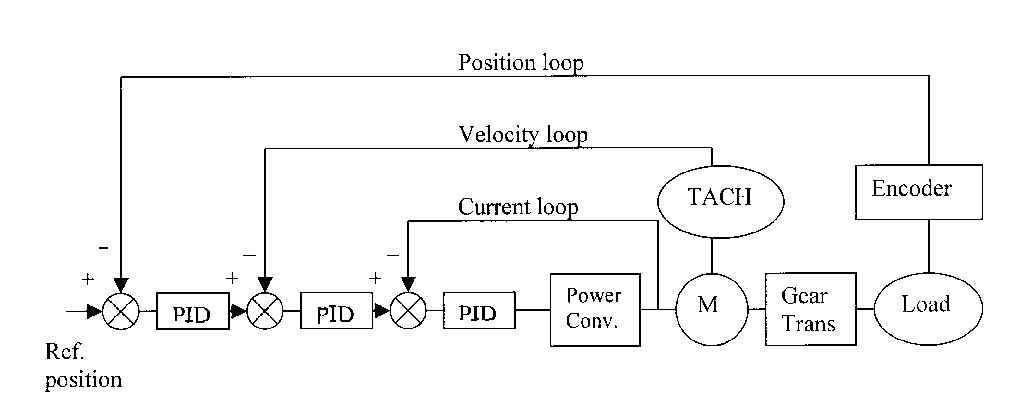 Position loop
Velocity loop
TACH
Encoder
Current loop
− 
+
−
+
−
+
PID
PID
PID
Power
Conv.
M
Gear
Trans
Load
Ref.
position